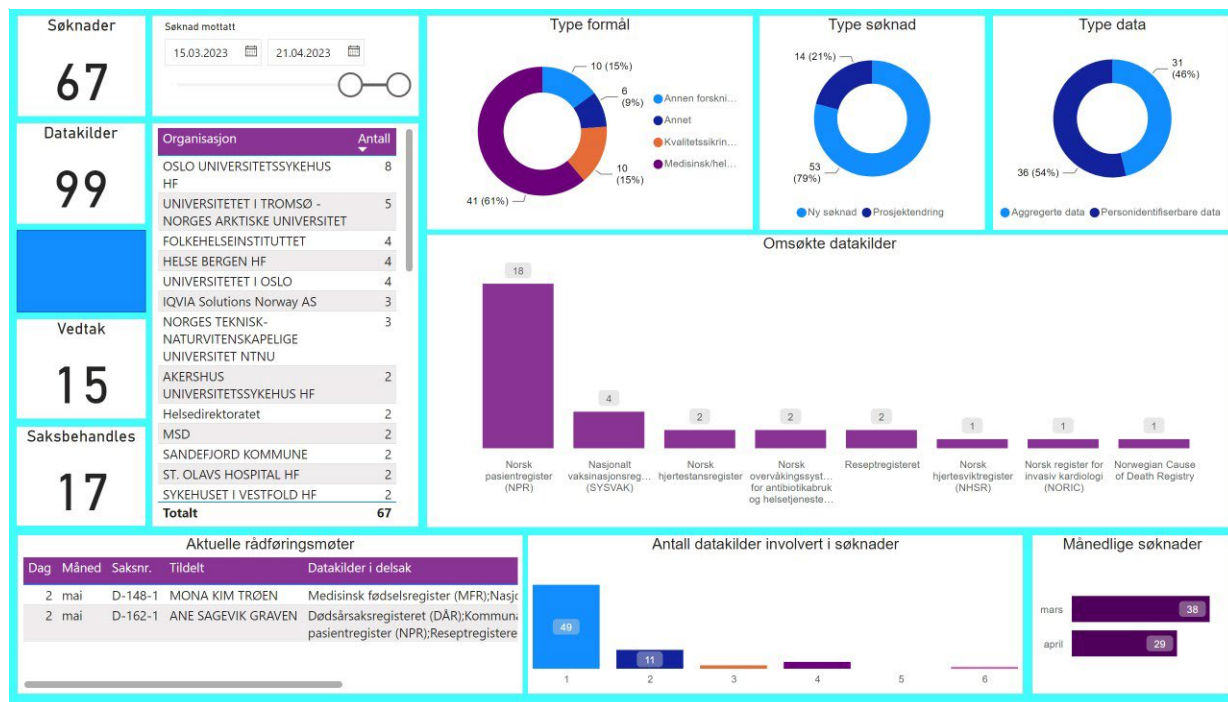 Søknader
67
Søknad mottatt
15.03.2023
21.04.2023
Datakilder
99
Vedtak
15
Saksbehandles
17
Organisasjon Antall
OSLO UNIVERSITETSSYKEHUS 8
HF
UNIVERSITETET I TROMSØ - 5
NORGES ARKTISKE UNIVERSITET
FOLKEHELSEINSTITUTTET 4
HELSE BERGEN HF 4
UNIVERSITETET I OSLO 4
IQVIA Solutions Norway AS 3
NORGES TEKNISK- 3
NATURVITENSKAPELIGE
UNIVERSITET NTNU
AKERSHUS 2
UNIVERSITETSSYKEHUS HF
Helsedirektoratet 2
MSD 2
SANDEFJORD KOMMUNE 2
ST. OLAVS HOSPITAL HF 2
SYKEHUSET I VESTFOLD HF 2
Totalt 67
Type formål
10 (15%)
6
(9%)
10
(15%)
41 (61%)
Annen forskni...
Annet
Kvalitetssikrin...
Medisinsk/hel...
Type søknad
14 (21%)
53
(79%)
Ny søknad Prosjektendring
Type data
31
(46%)
36 (54%)
Aggregerte data Personidentifiserbare data
Omsøkte datakilder
18
4
2
2
2
1
1
1
Norsk
pasientregister
(NPR)
Nasjonalt
vaksinasjonsreg...
(SYSVAK)
Norsk
hjertestansregister
Norsk
overvåkingssyst...
for antibiotikabruk
og helsetjeneste...
Reseptregisteret
Norsk
hjertesviktregister
(NHSR)
Norsk register for
invasiv kardiologi
(NORIC)
Norwegian Cause
of Death Registry
Aktuelle rådføringsmøter
Dag Måned Saksnr. Tildelt Datakilder i delsak
2 mai D-148-1 MONA KIM TRØEN Medisinsk fødselsregister (MFR);Nasjo
2 mai D-162-1 ANE SAGEVIK GRAVEN Dødsårsaksregisteret (DÅR);Kommuna
pasientregister (NPR);Reseptregistere
Antall datakilder involvert i søknader
49
11
1 2 3 4 5 6
Månedlige søknader
mars 38
april 29